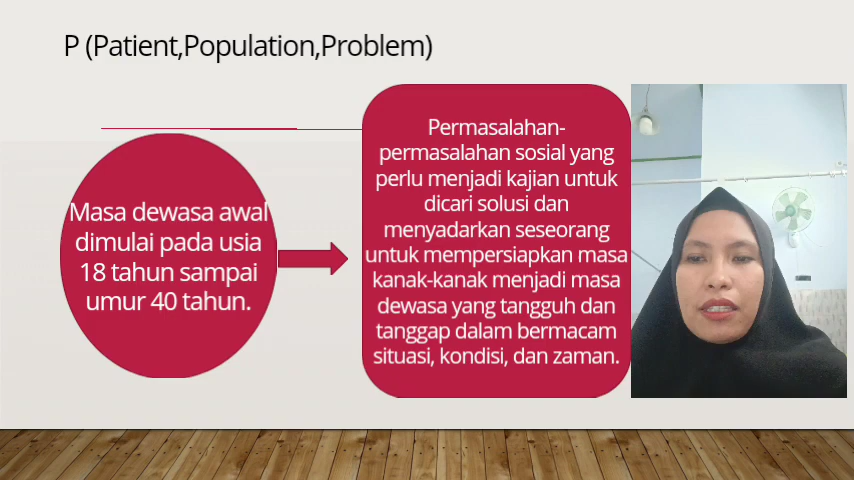 P (Patient,Population,Problem)
Masa dewasa awal
dimulai pada usia
18 tahun sampai
umur 40 tahun.
Permasalahan-
permasalahan sosial yang
perlu menjadi kajian untuk
dicari solusi dan
menyadarkan seseorang
untuk mempersiapkan masa
kanak-kanak menjadi masa
dewasa yang tangguh dan
tanggap dalam bermacam
situasi, kondisi, dan zaman.